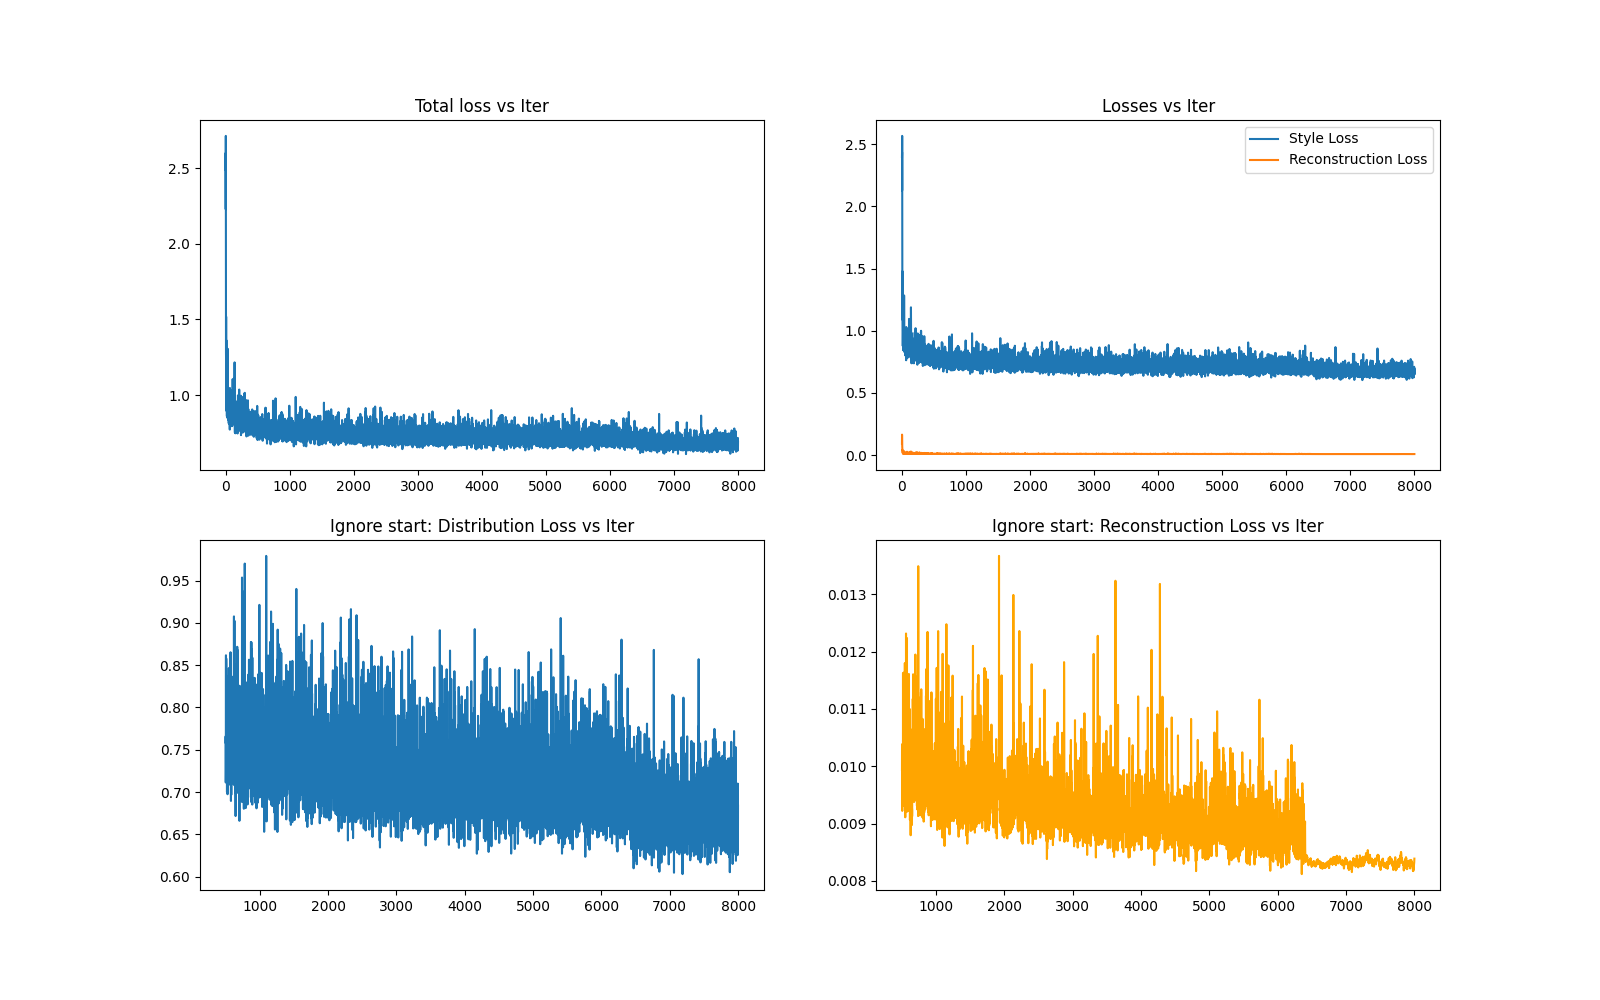 Total loss vs Iter
2.5
2.0
1.5
1.0
0 1000 2000 3000 4000 5000 6000 7000 8000
Losses vs Iter
Style Loss
Reconstruction Loss
2.5
2.0
1.5
1.0
0.5
0.0
0 1000 2000 3000 4000 5000 6000 7000 8000
Ignore start: Distribution Loss vs Iter
0.95
0.90
0.85
0.80
0.75
0.70
0.65
0.60
1000 2000 3000 4000 5000 6000 7000 8000
Ignore start: Reconstruction Loss vs Iter
0.013
0.012
0.011
0.010
0.009
0.008
1000 2000 3000 4000 5000 6000 7000 8000